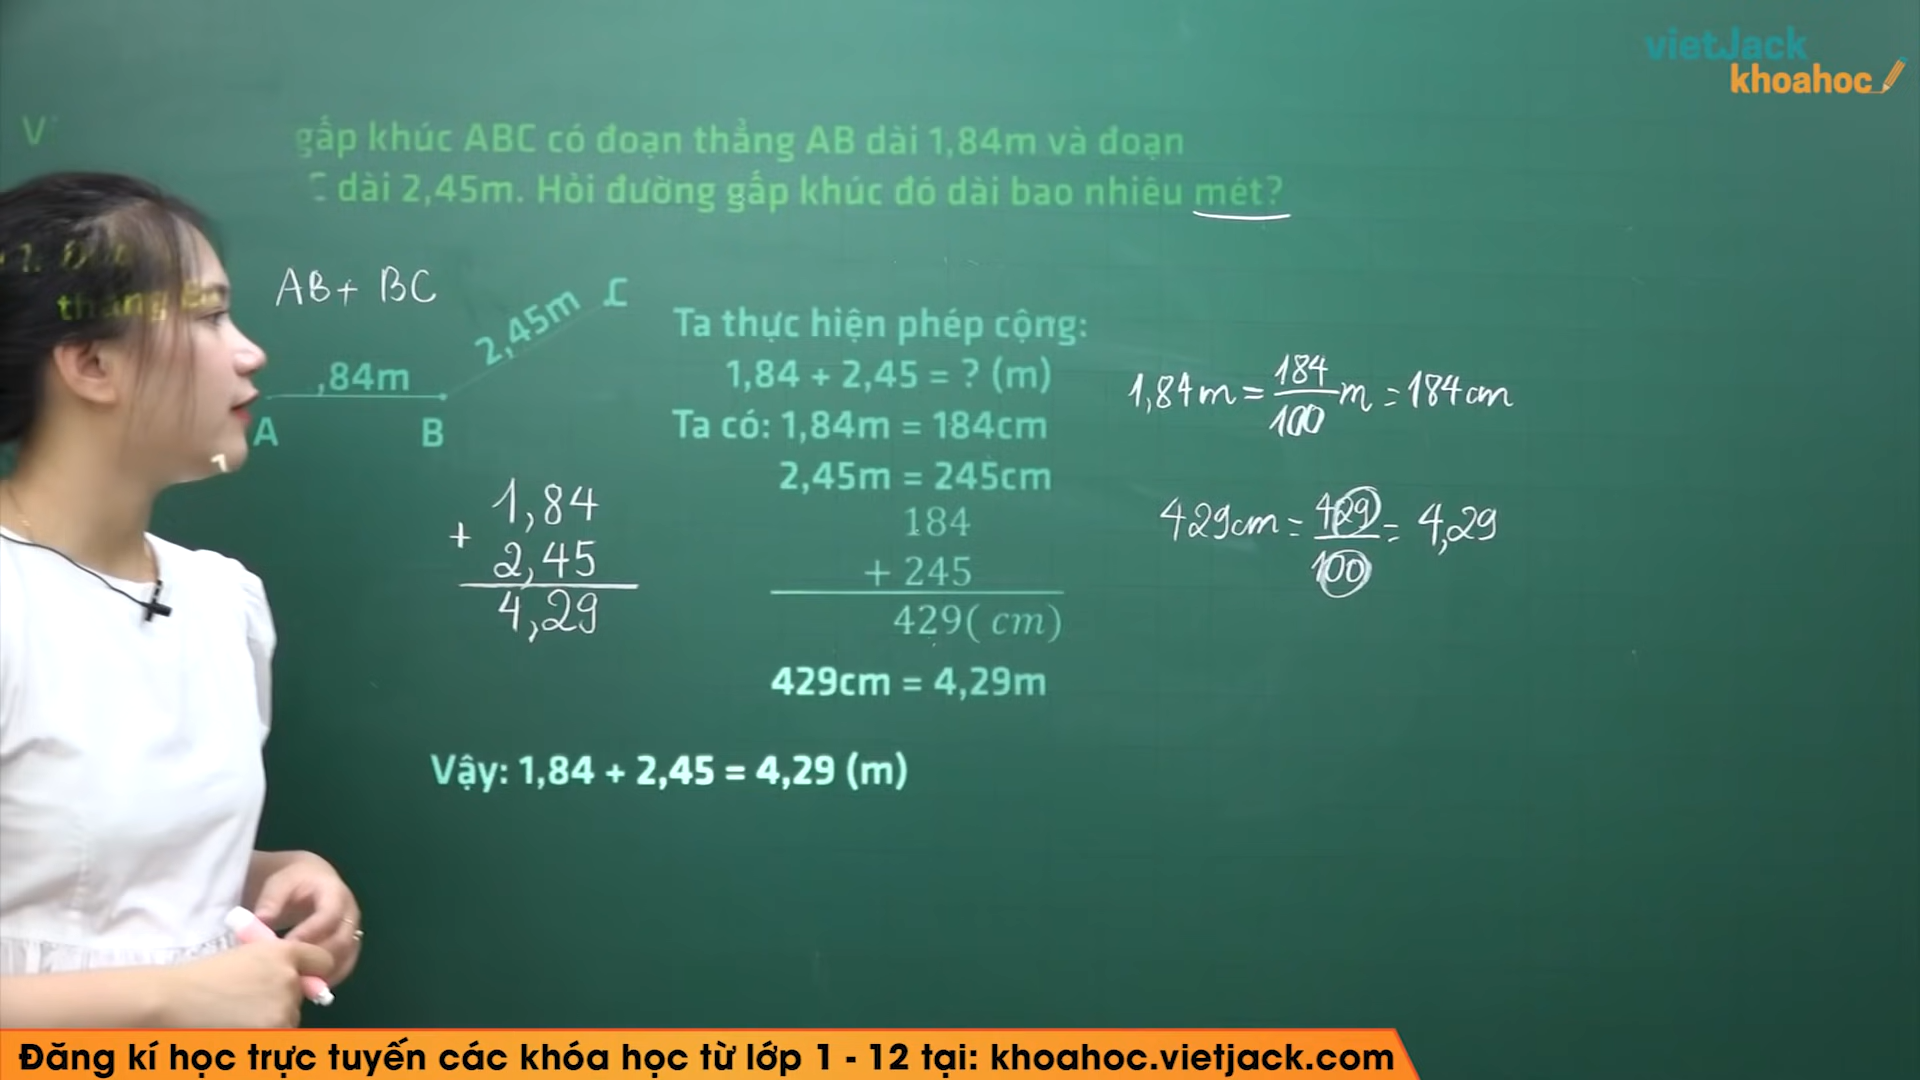 vietJack
khoahoc
gấp khúc ABC có đoạn thẳng AB dài 1,84m và đoạn
dài 2,45m. Hỏi đường gấp khúc đó dài bao nhiêu mét?
AB + BC
2,45m
C
,84m
A
B
1,84
+
2,45
4,29
Ta thực hiện phép cộng:
1,84 + 2,45 = ? (m)
Ta có: 1,84m = 184cm
2,45m = 245cm
184
+ 245
429( cm)
429cm = 4,29m
Vậy: 1,84 + 2,45 = 4,29 (m)
1,84m = 184/100 m = 184cm
429cm = 429/100 = 4,29
Đăng kí học trực tuyến các khóa học từ lớp 1 - 12 tại: khoahoc.vietjack.com